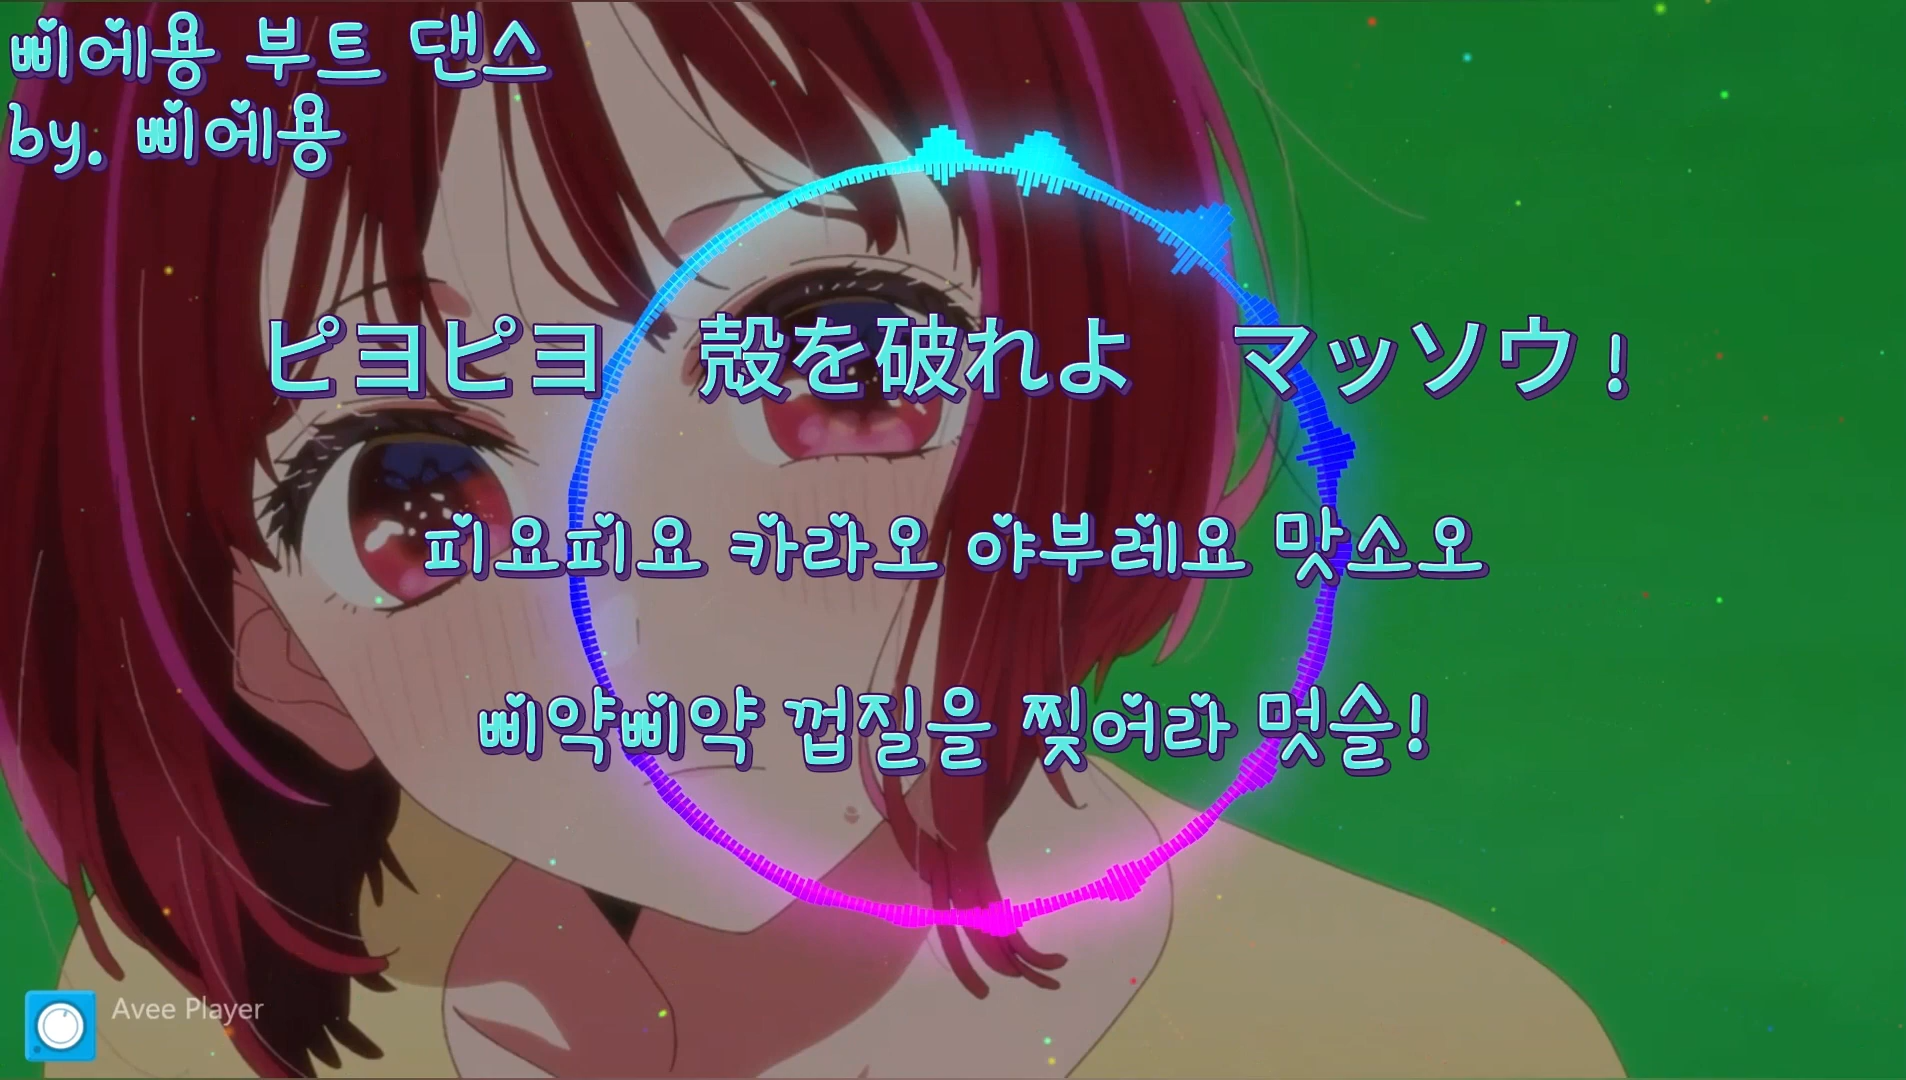 삐에용 부트 댄스
by. 삐에용
ピヨピヨ　殻を破れよ　マッソウ！
피요피요 카라오 야부레요 맛소오
삐약삐약 껍질을 찢어라 멋슬!
Avee Player